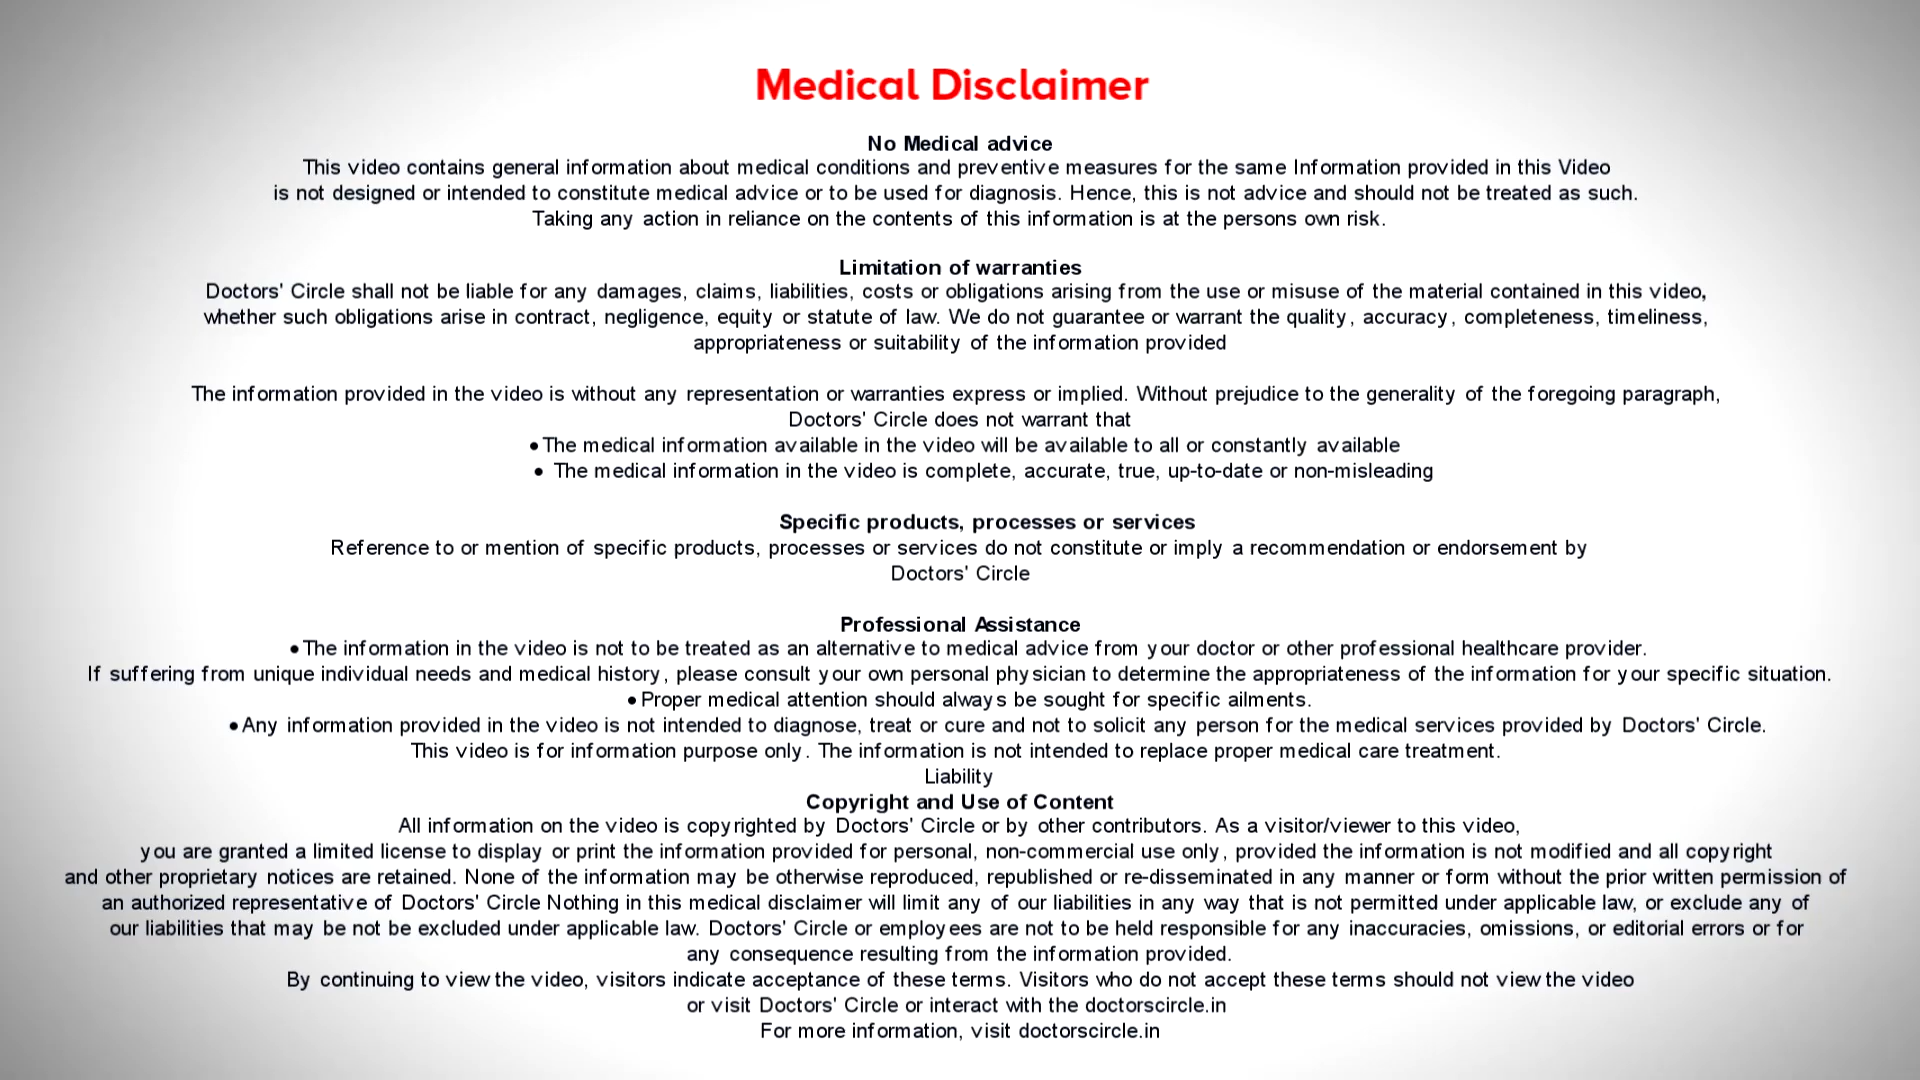 Medical Disclaimer
No Medical advice
This video contains general information about medical conditions and preventive measures for the same Information provided in this Video
is not designed or intended to constitute medical advice or to be used for diagnosis. Hence, this is not advice and should not be treated as such.
Taking any action in reliance on the contents of this information is at the persons own risk.
Limitation of warranties
Doctors' Circle shall not be liable for any damages, claims, liabilities, costs or obligations arising from the use or misuse of the material contained in this video,
whether such obligations arise in contract, negligence, equity or statute of law. We do not guarantee or warrant the quality, accuracy, completeness, timeliness,
appropriateness or suitability of the information provided
The information provided in the video is without any representation or warranties express or implied. Without prejudice to the generality of the foregoing paragraph,
Doctors' Circle does not warrant that
• The medical information available in the video will be available to all or constantly available
• The medical information in the video is complete, accurate, true, up-to-date or non-misleading
Specific products, processes or services
Reference to or mention of specific products, processes or services do not constitute or imply a recommendation or endorsement by
Doctors' Circle
Professional Assistance
• The information in the video is not to be treated as an alternative to medical advice from your doctor or other professional healthcare provider.
If suffering from unique individual needs and medical history, please consult your own personal physician to determine the appropriateness of the information for your specific situation.
• Proper medical attention should always be sought for specific ailments.
• Any information provided in the video is not intended to diagnose, treat or cure and not to solicit any person for the medical services provided by Doctors' Circle.
This video is for information purpose only. The information is not intended to replace proper medical care treatment.
Liability
Copyright and Use of Content
All information on the video is copyrighted by Doctors' Circle or by other contributors. As a visitor/viewer to this video,
you are granted a limited license to display or print the information provided for personal, non-commercial use only, provided the information is not modified and all copyright
and other proprietary notices are retained. None of the information may be otherwise reproduced, republished or re-disseminated in any manner or form without the prior written permission of
an authorized representative of Doctors' Circle Nothing in this medical disclaimer will limit any of our liabilities in any way that is not permitted under applicable law, or exclude any of
our liabilities that may be not be excluded under applicable law. Doctors' Circle or employees are not to be held responsible for any inaccuracies, omissions, or editorial errors or for
any consequence resulting from the information provided.
By continuing to view the video, visitors indicate acceptance of these terms. Visitors who do not accept these terms should not view the video
or visit Doctors' Circle or interact with the doctorscircle.in
For more information, visit doctorscircle.in